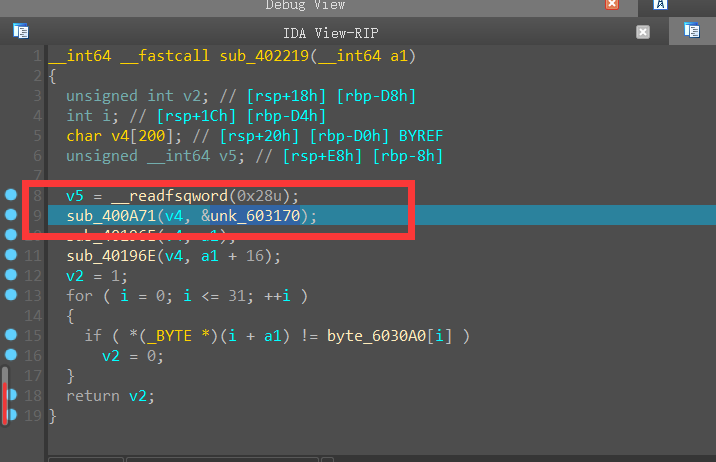 Debug View
A
IDA View-RIP
1 __int64 __fastcall sub_402219(__int64 a1)
2 {
3 unsigned int v2; // [rsp+18h] [rbp-D8h]
4 int i; // [rsp+1Ch] [rbp-D4h]
5 char v4[200]; // [rsp+20h] [rbp-D0h] BYREF
6 unsigned __int64 v5; // [rsp+E8h] [rbp-8h]
7
8 v5 = __readfsqword(0x28u);
9 sub_400A71(v4, &unk_603170);
10 sub_40196E(v4, a1);
11 sub_40196E(v4, a1 + 16);
12 v2 = 1;
13 for ( i = 0; i <= 31; ++i )
14 {
15 if ( *(_BYTE *)(i + a1) != byte_6030A0[i] )
16 v2 = 0;
17 }
18 return v2;
19 }